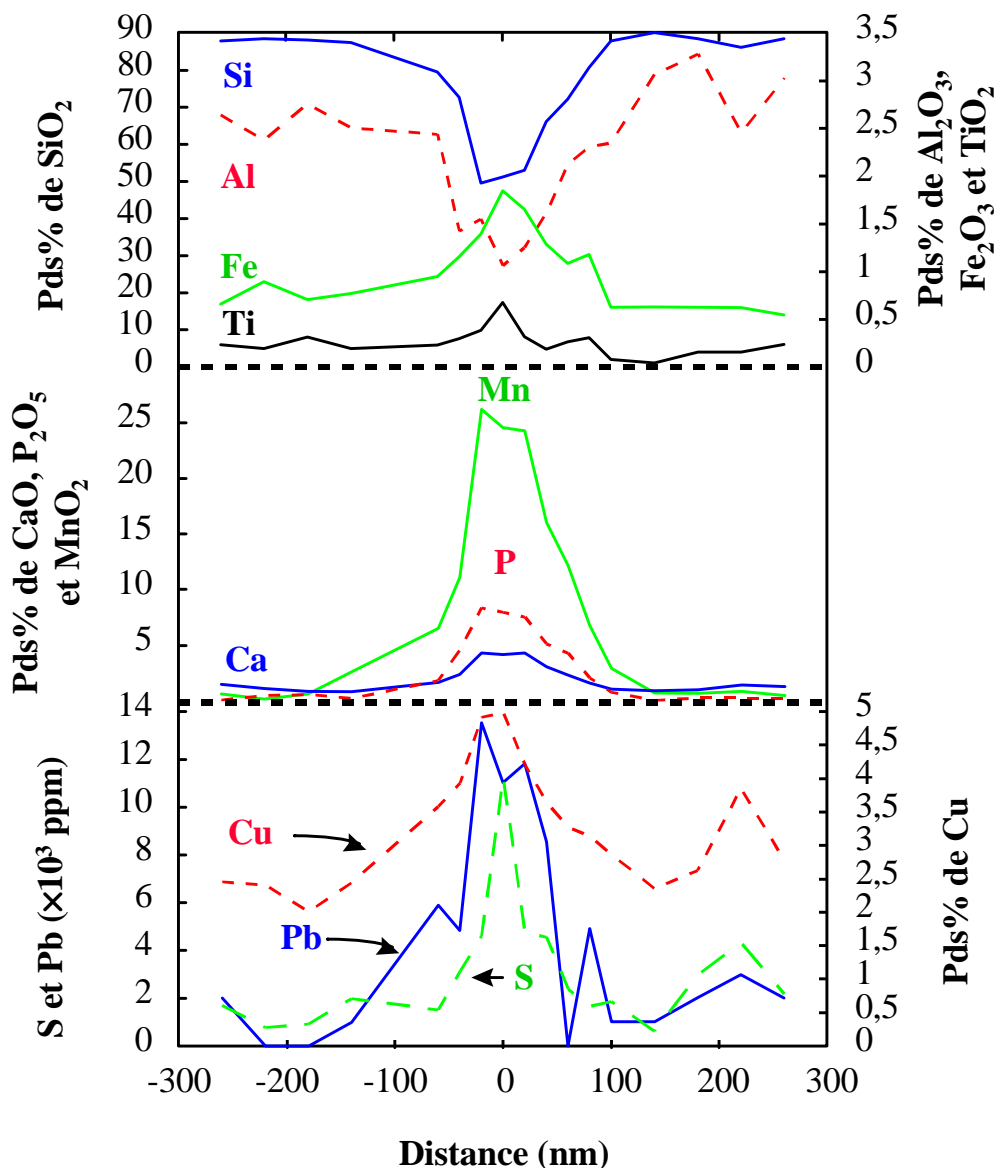 Pds% de SiO₂
90
80
70
60
50
40
30
20
10
0
Si
Al
Fe
Ti
3,5
3
2,5
2
1,5
1
0,5
0
Pds% de Al₂O₃,
Fe₂O₃ et TiO₂
Pds% de CaO, P₂O₅
et MnO₂
25
20
15
10
5
Mn
P
Ca
S et Pb (×10³ ppm)
14
12
10
8
6
4
2
0
Cu
Pb
S
5
4,5
4
3,5
3
2,5
2
1,5
1
0,5
0
Pds% de Cu
-300 -200 -100 0 100 200 300
Distance (nm)